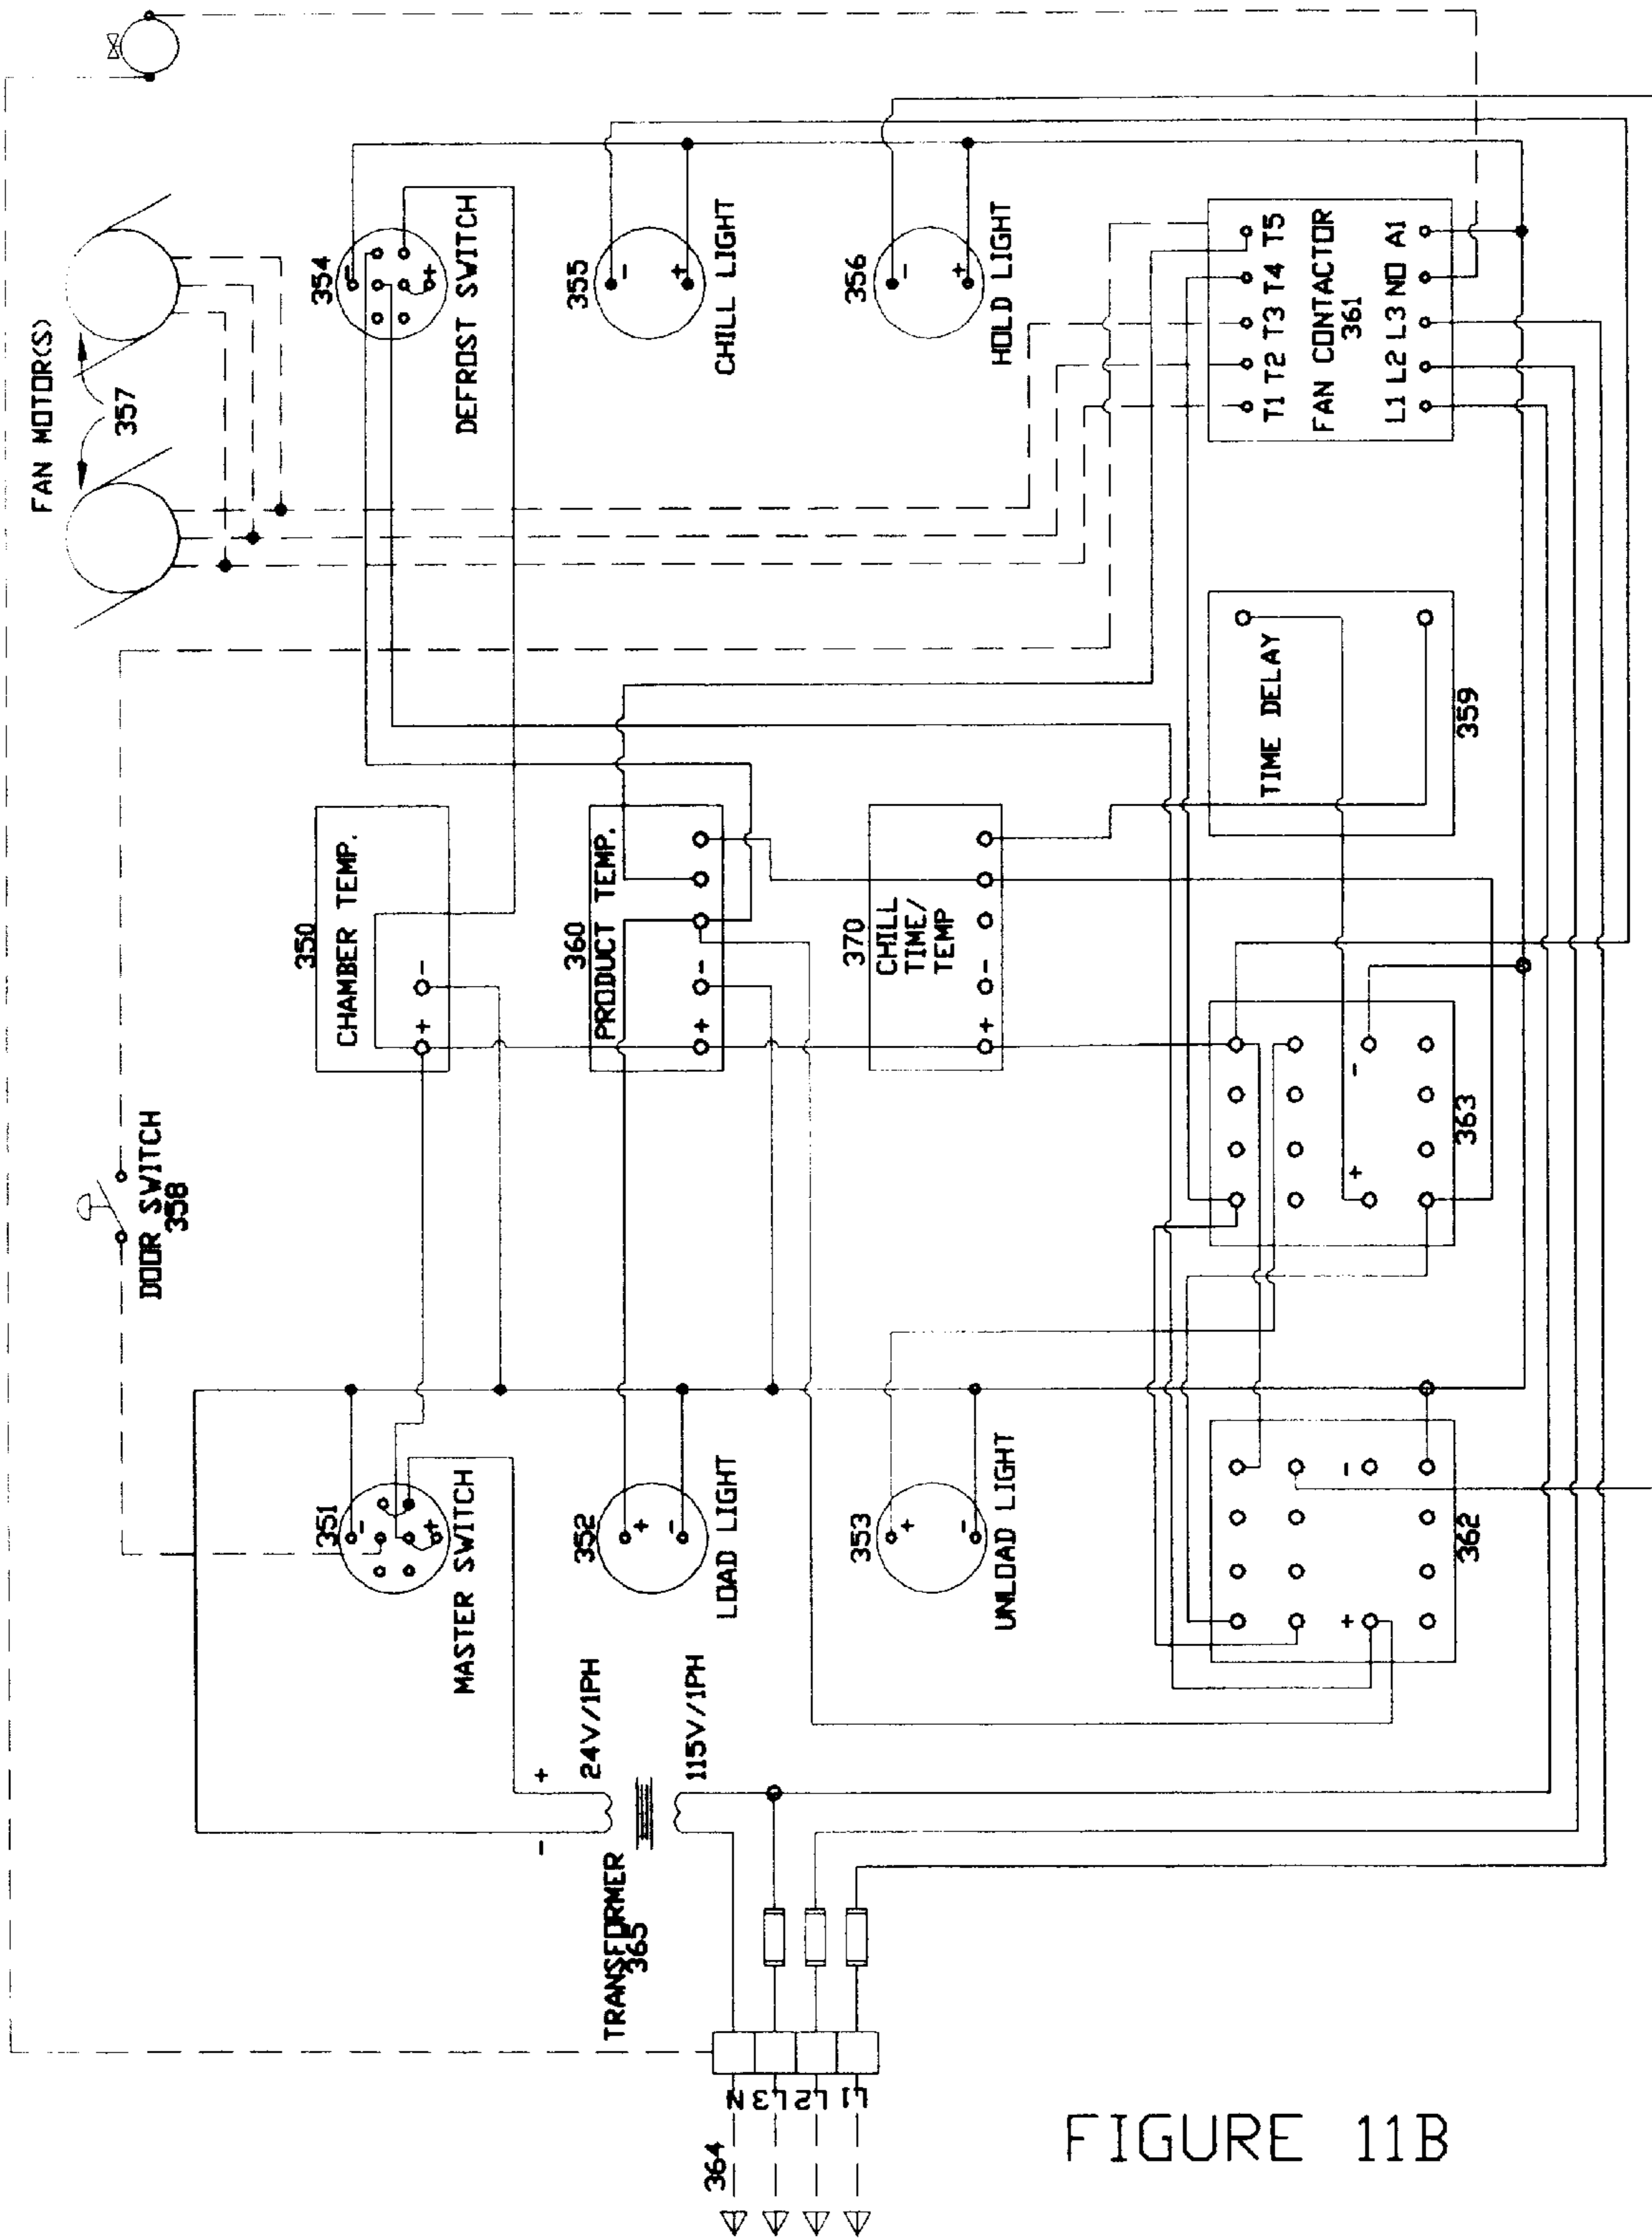 FAN MOTOR(S)
357
DOOR SWITCH
358
351
-
+
MASTER SWITCH
350
CHAMBER TEMP.
+ -
354
-
+
DEFROST SWITCH
352
+
-
LOAD LIGHT
360
PRODUCT TEMP.
+ -
355
-
+
CHILL LIGHT
353
+
-
UNLOAD LIGHT
370
CHILL
TIME/
TEMP
+ -
356
-
+
HOLD LIGHT
- +
24V/1PH
TRANSFORMER
365
115V/1PH
364
N
L3
L2
L1
+ -
362
+ -
363
TIME DELAY
359
T1 T2 T3 T4 T5
FAN CONTACTOR
361
L1 L2 L3 NO A1
FIGURE 11B